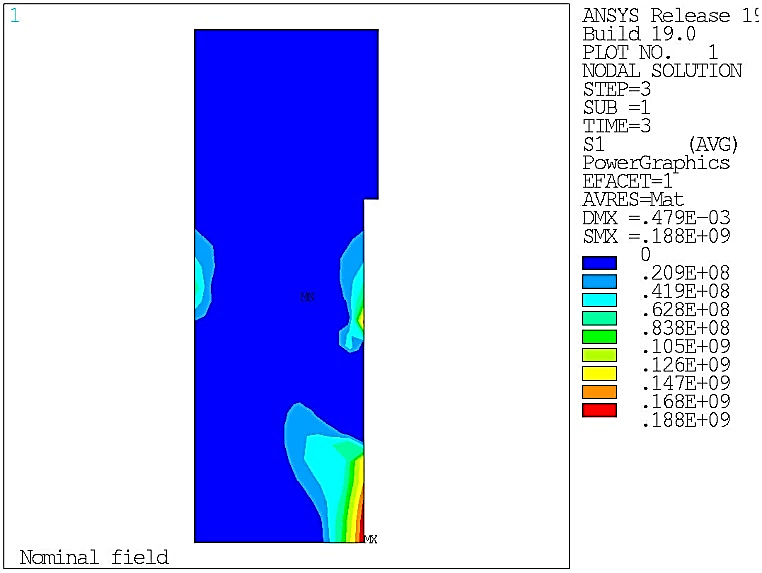 1
ANSYS Release 19
Build 19.0
PLOT NO.   1
NODAL SOLUTION
STEP=3
SUB =1
TIME=3
S1       (AVG)
PowerGraphics
EFACET=1
AVRES=Mat
DMX =.479E-03
SMX =.188E+09
0
.209E+08
.419E+08
.628E+08
.838E+08
.105E+09
.126E+09
.147E+09
.168E+09
.188E+09
MN
MX
Nominal field